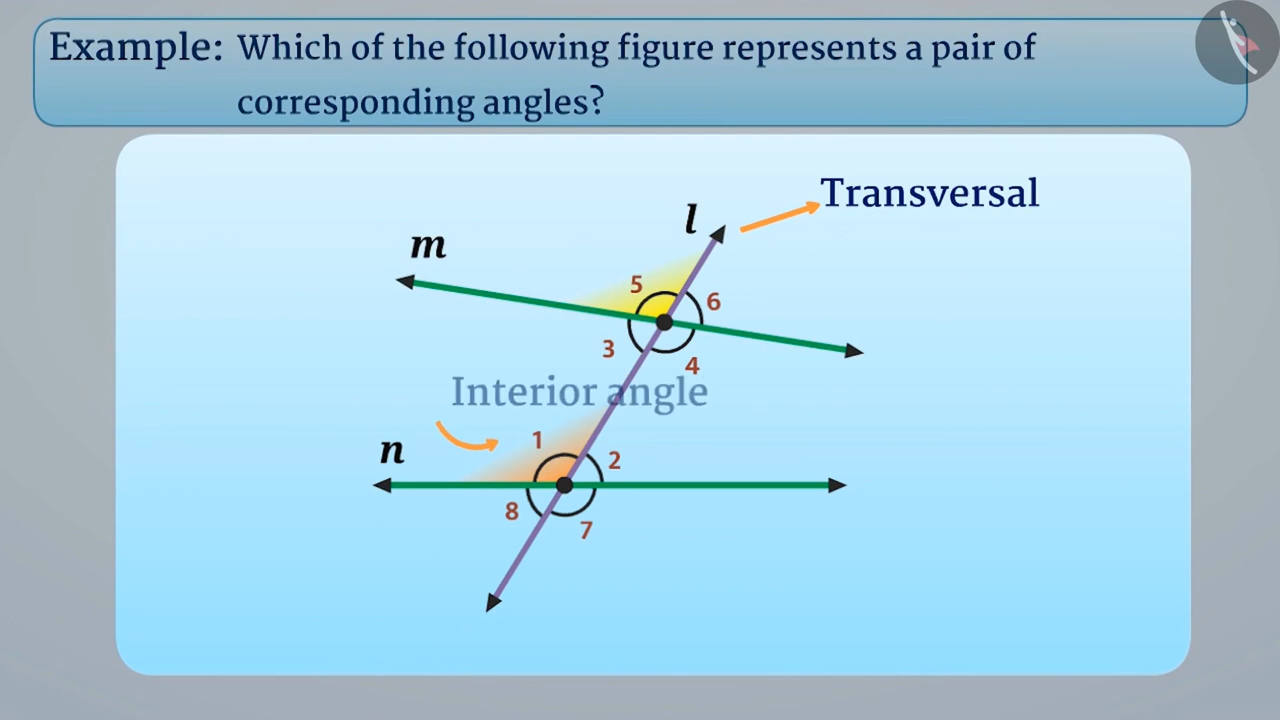 Example: Which of the following figure represents a pair of
corresponding angles?
Transversal
l
m
5
6
3
4
Interior angle
n
1
2
8
7